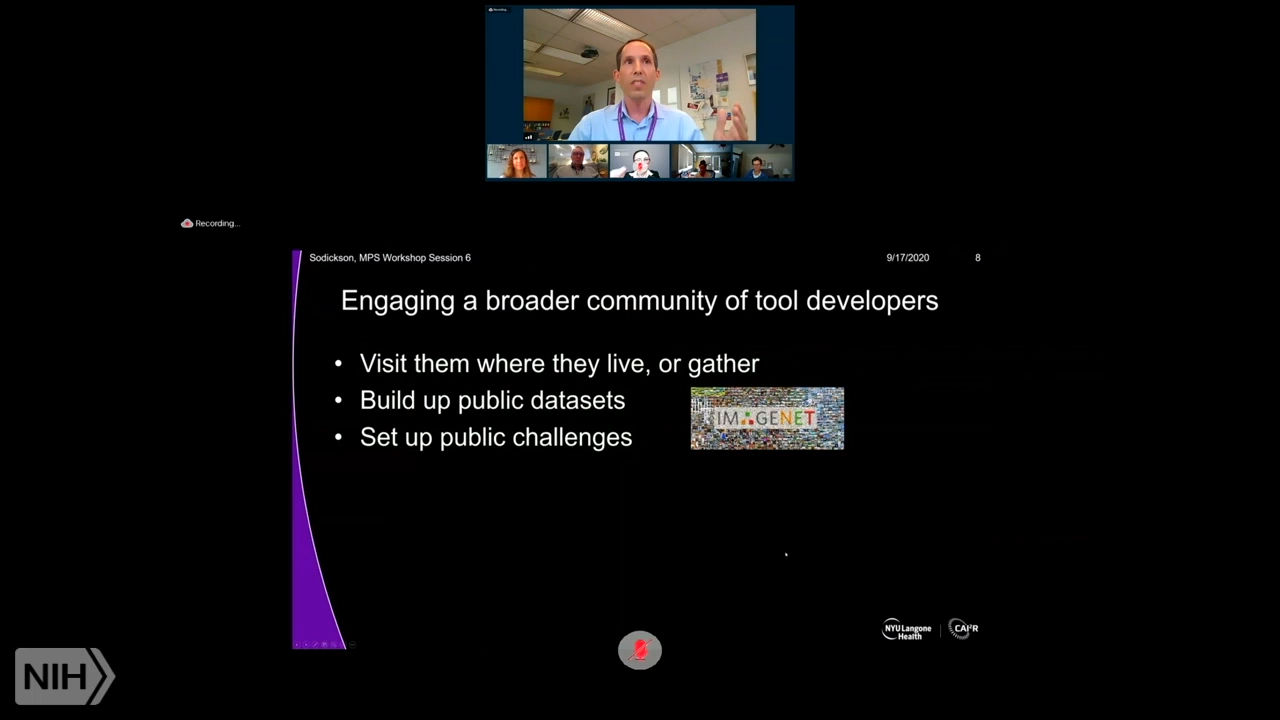 Recording...
Recording...
Sodickson, MPS Workshop Session 6
9/17/2020
8
Engaging a broader community of tool developers
• Visit them where they live, or gather
• Build up public datasets
IMAGENET
• Set up public challenges
NYU Langone
Health
CAI²R
NIH